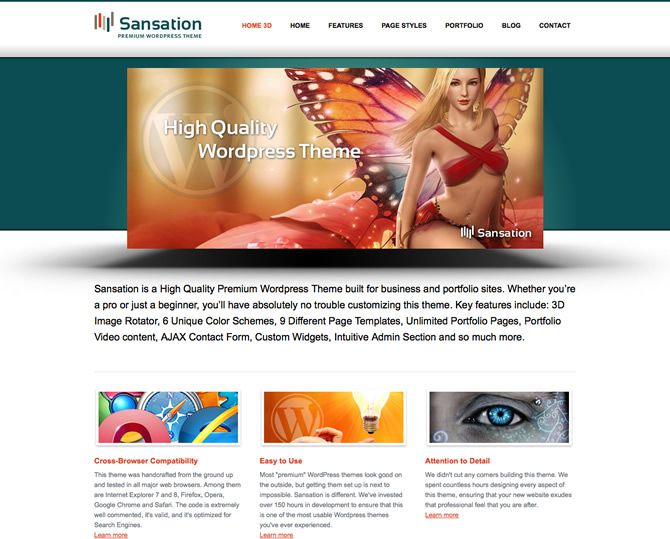 Sansation
PREMIUM WORDPRESS THEME
HOME 3D HOME FEATURES PAGE STYLES PORTFOLIO BLOG CONTACT
High Quality
Wordpress Theme
Sansation
Sansation is a High Quality Premium Wordpress Theme built for business and portfolio sites. Whether you're
a pro or just a beginner, you'll have absolutely no trouble customizing this theme. Key features include: 3D
Image Rotator, 6 Unique Color Schemes, 9 Different Page Templates, Unlimited Portfolio Pages, Portfolio
Video content, AJAX Contact Form, Custom Widgets, Intuitive Admin Section and so much more.
Cross-Browser Compatibility
This theme was handcrafted from the ground up
and tested in all major web browsers. Among them
are Internet Explorer 7 and 8, Firefox, Opera,
Google Chrome and Safari. The code is extremely
well commented, it's valid, and it's optimized for
Search Engines.
Learn more
Easy to Use
Most "premium" WordPress themes look good on
the outside, but getting them set up is next to
impossible. Sansation is different. We've invested
over 150 hours in development to ensure that this
is one of the most usable Wordpress themes
you've ever experienced.
Learn more
Attention to Detail
We didn't cut any corners building this theme. We
spent countless hours designing every aspect of
this theme, ensuring that your new website exudes
that professional feel that you are after.
Learn more